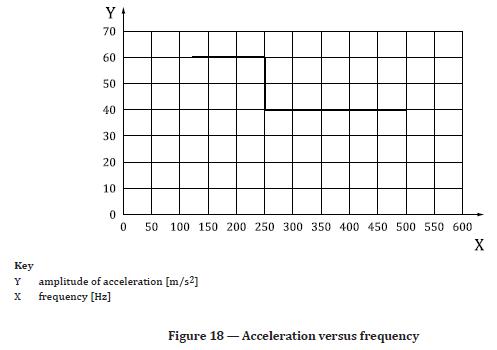 Y
70
60
50
40
30
20
10
0
0 50 100 150 200 250 300 350 400 450 500 550 600
X
Key
Y amplitude of acceleration [m/s2]
X frequency [Hz]
Figure 18 — Acceleration versus frequency